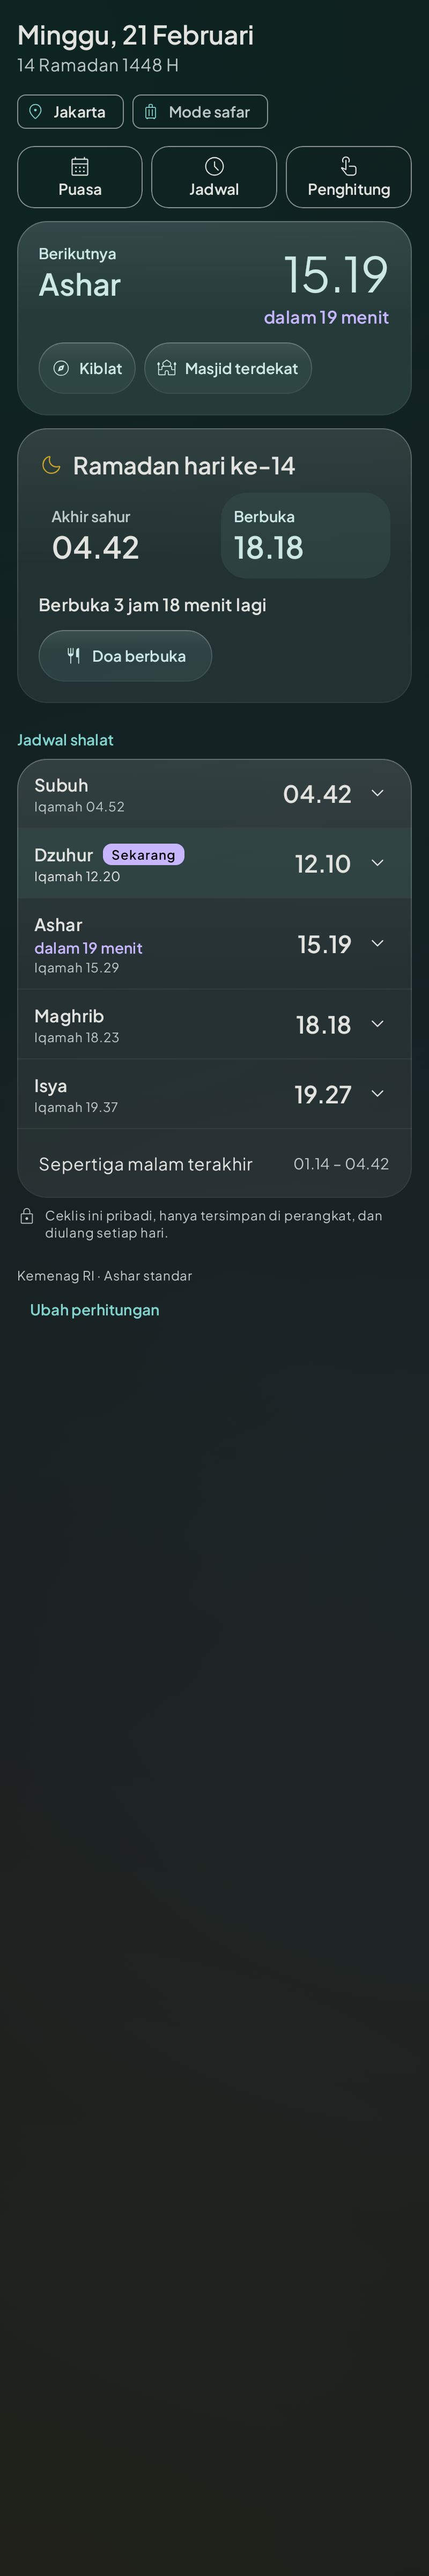 Minggu, 21 Februari
14 Ramadan 1448 H
Jakarta
Mode safar
Puasa
Jadwal
Penghitung
Berikutnya
Ashar
15.19
dalam 19 menit
Kiblat
Masjid terdekat
Ramadan hari ke-14
Akhir sahur
04.42
Berbuka
18.18
Berbuka 3 jam 18 menit lagi
Doa berbuka
Jadwal shalat
Subuh
Iqamah 04.52
04.42
Dzuhur
Sekarang
Iqamah 12.20
12.10
Ashar
dalam 19 menit
Iqamah 15.29
15.19
Maghrib
Iqamah 18.23
18.18
Isya
Iqamah 19.37
19.27
Sepertiga malam terakhir
01.14 – 04.42
Ceklis ini pribadi, hanya tersimpan di perangkat, dan
diulang setiap hari.
Kemenag RI · Ashar standar
Ubah perhitungan